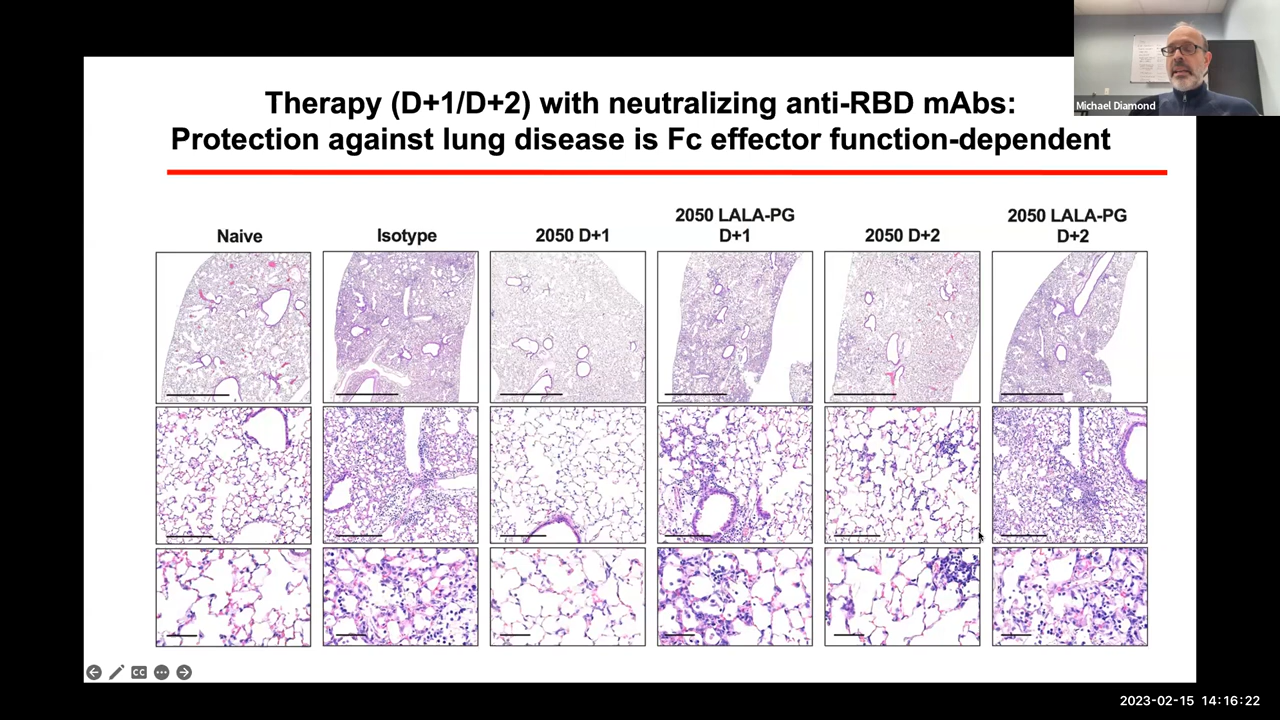 Michael Diamond
Therapy (D+1/D+2) with neutralizing anti-RBD mAbs:
Protection against lung disease is Fc effector function-dependent
Naive
Isotype
2050 D+1
2050 LALA-PG
D+1
2050 D+2
2050 LALA-PG
D+2
CC
2023-02-15 14:16:22